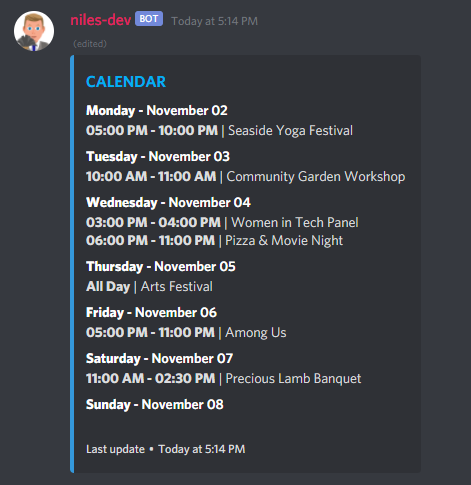 niles-dev BOT Today at 5:14 PM
(edited)
CALENDAR
Monday - November 02
05:00 PM - 10:00 PM | Seaside Yoga Festival
Tuesday - November 03
10:00 AM - 11:00 AM | Community Garden Workshop
Wednesday - November 04
03:00 PM - 04:00 PM | Women in Tech Panel
06:00 PM - 11:00 PM | Pizza & Movie Night
Thursday - November 05
All Day | Arts Festival
Friday - November 06
05:00 PM - 11:00 PM | Among Us
Saturday - November 07
11:00 AM - 02:30 PM | Precious Lamb Banquet
Sunday - November 08
Last update • Today at 5:14 PM